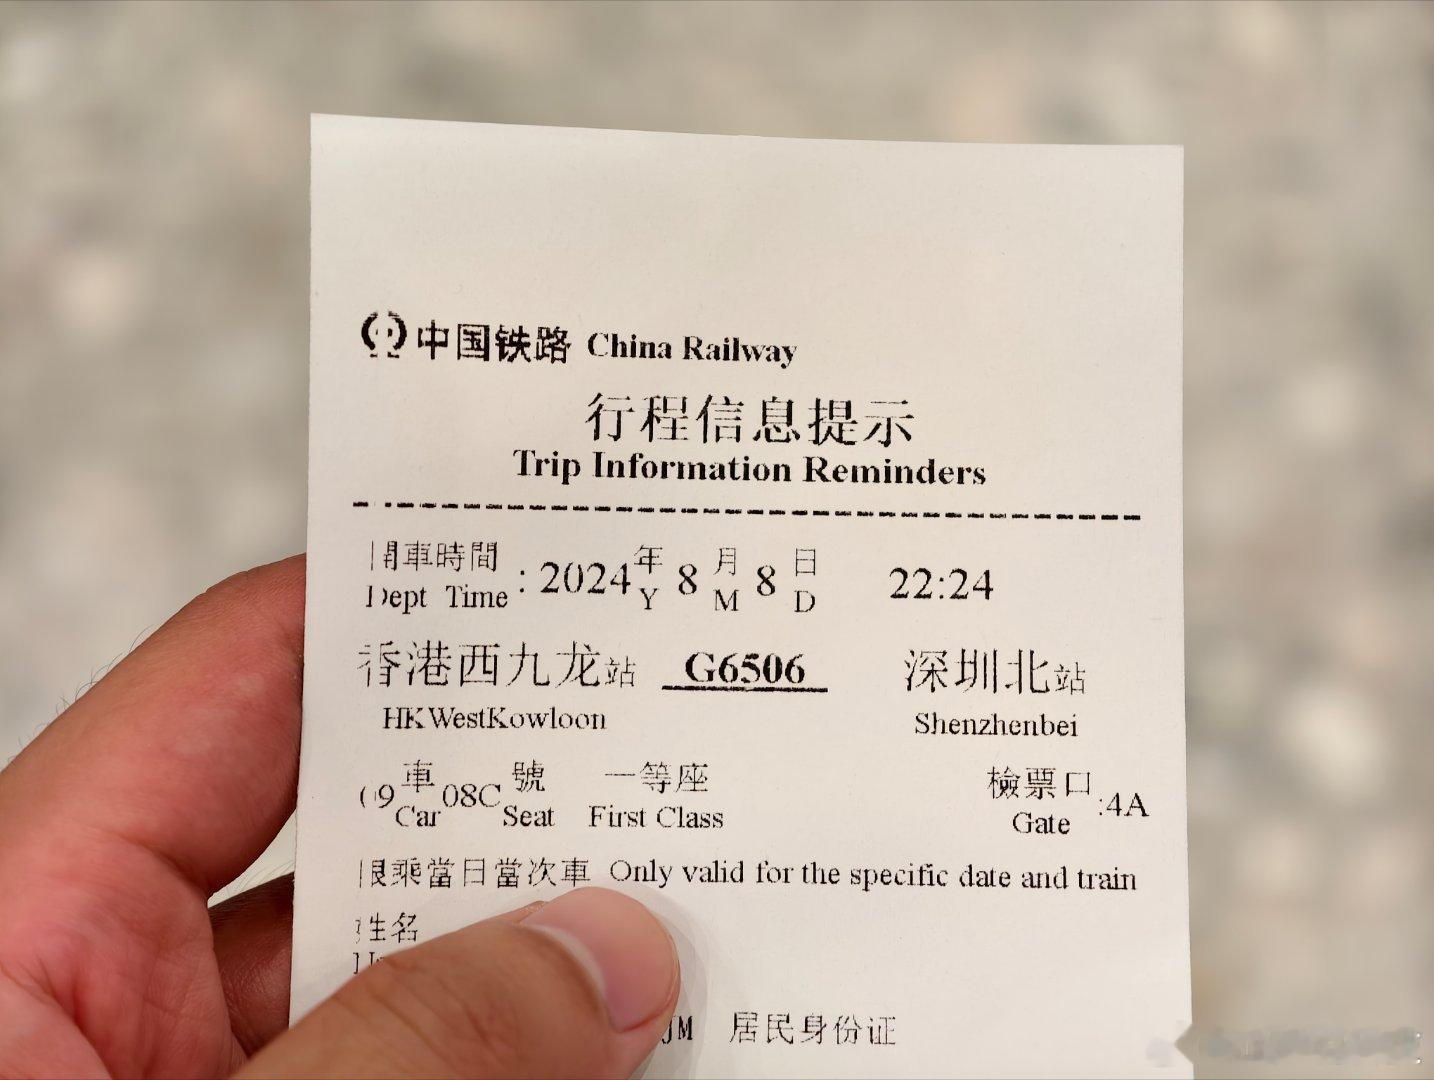 中国铁路 China Railway
行程信息提示
Trip Information Reminders
開車時間 : 2024 年 8 月 8 日 22:24
Dept Time Y M D
香港西九龙站 G6506 深圳北站
HKWestKowloon Shenzhenbei
09 車 08C 號 一等座 檢票口 :4A
Car Seat First Class Gate
限乘當日當次車 Only valid for the specific date and train
姓名
居民身份证